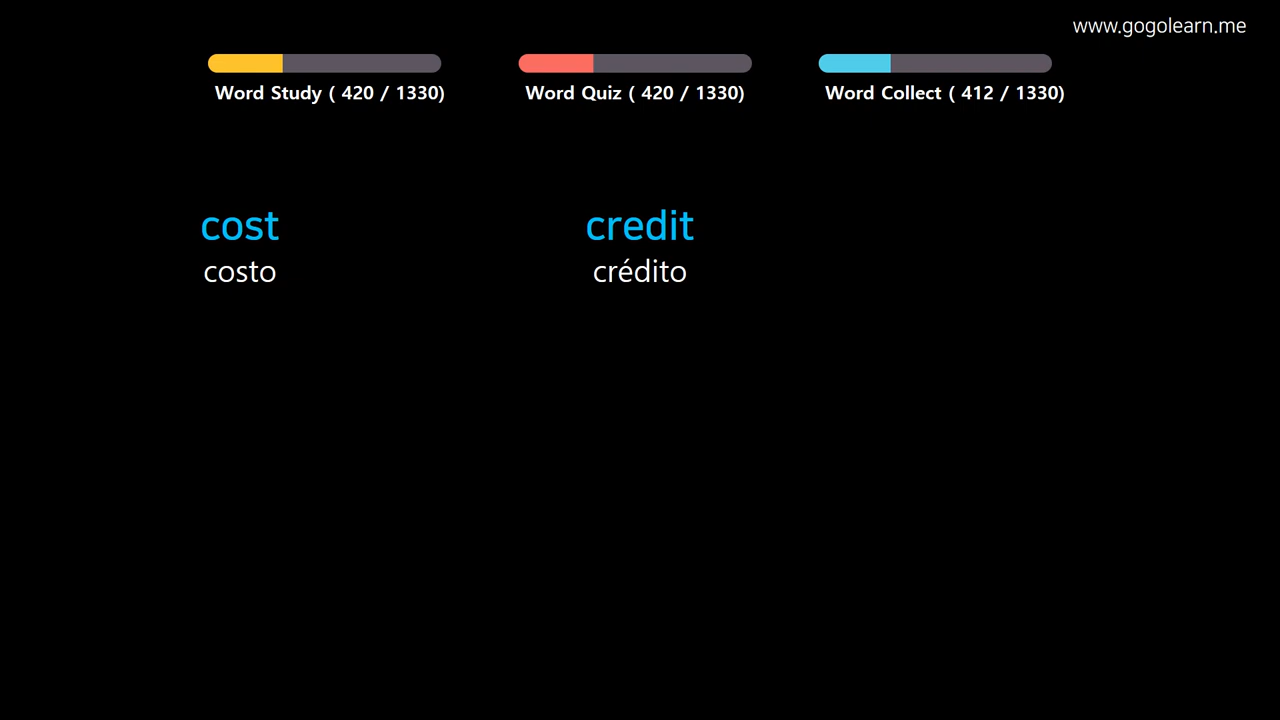 www.gogolearn.me
Word Study ( 420 / 1330)
Word Quiz ( 420 / 1330)
Word Collect ( 412 / 1330)
cost
costo
credit
crédito